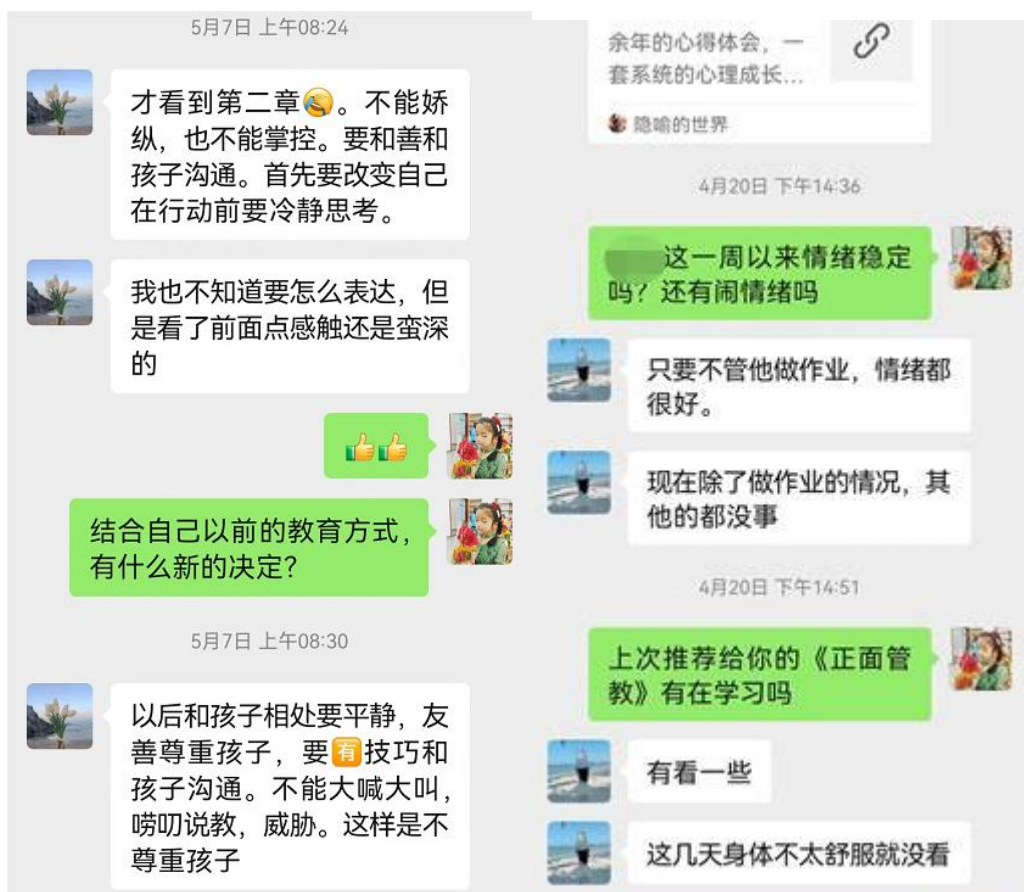 5月7日 上午08:24
才看到第二章🤣。不能娇
纵，也不能掌控。要和善和
孩子沟通。首先要改变自己
在行动前要冷静思考。
我也不知道要怎么表达，但
是看了前面点感触还是蛮深
的
👍👍
结合自己以前的教育方式，
有什么新的决定？
5月7日 上午08:30
以后和孩子相处要平静，友
善尊重孩子，要🈶技巧和
孩子沟通。不能大喊大叫，
唠叨说教，威胁。这样是不
尊重孩子
余年的心得体会，一
套系统的心理成长...
隐喻的世界
4月20日 下午14:36
这一周以来情绪稳定
吗？还有闹情绪吗
只要不管他做作业，情绪都
很好。
现在除了做作业的情况，其
他的都没事
4月20日 下午14:51
上次推荐给你的《正面管
教》有在学习吗
有看一些
这几天身体不太舒服就没看